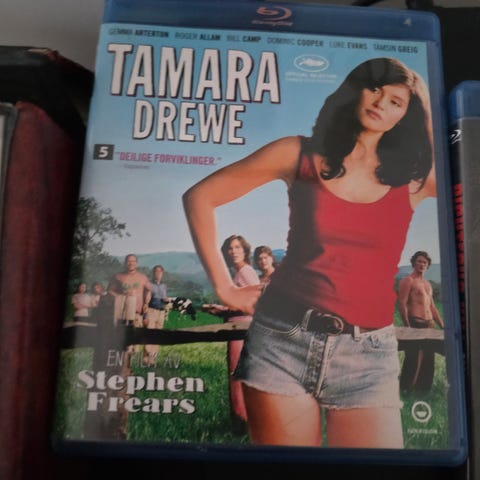 GEMMA ARTERTON ROGER ALLAM BILL CAMP DOMINIC COOPER LUKE EVANS TAMSIN GREIG
TAMARA
DREWE
5 "DEILIGE FORVIKLINGER."
EN FILM AV
Stephen
Frears